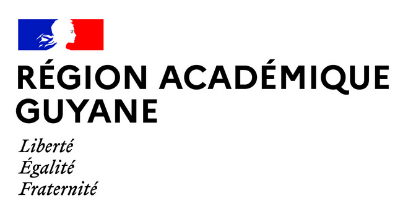 RÉGION ACADÉMIQUE
GUYANE
Liberté
Égalité
Fraternité